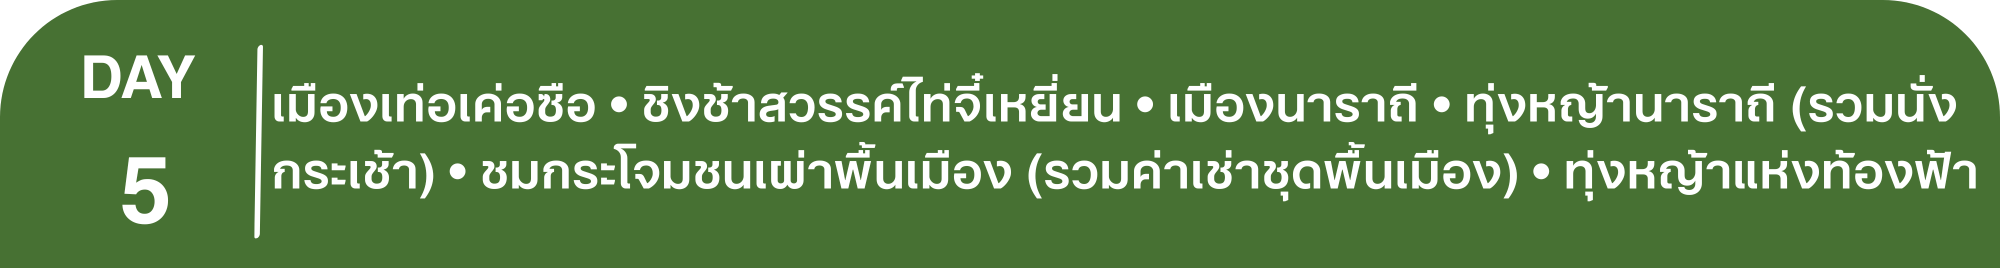 DAY
5
เมืองเท่อเค่อซือ • ชิงช้าสวรรค์ไท่จี๋เหยี่ยน • เมืองนาราถี • ทุ่งหญ้านาราถี (รวมนั่ง
กระเช้า) • ชมกระโจมชนเผ่าพื้นเมือง (รวมค่าเช่าชุดพื้นเมือง) • ทุ่งหญ้าแห่งท้องฟ้า